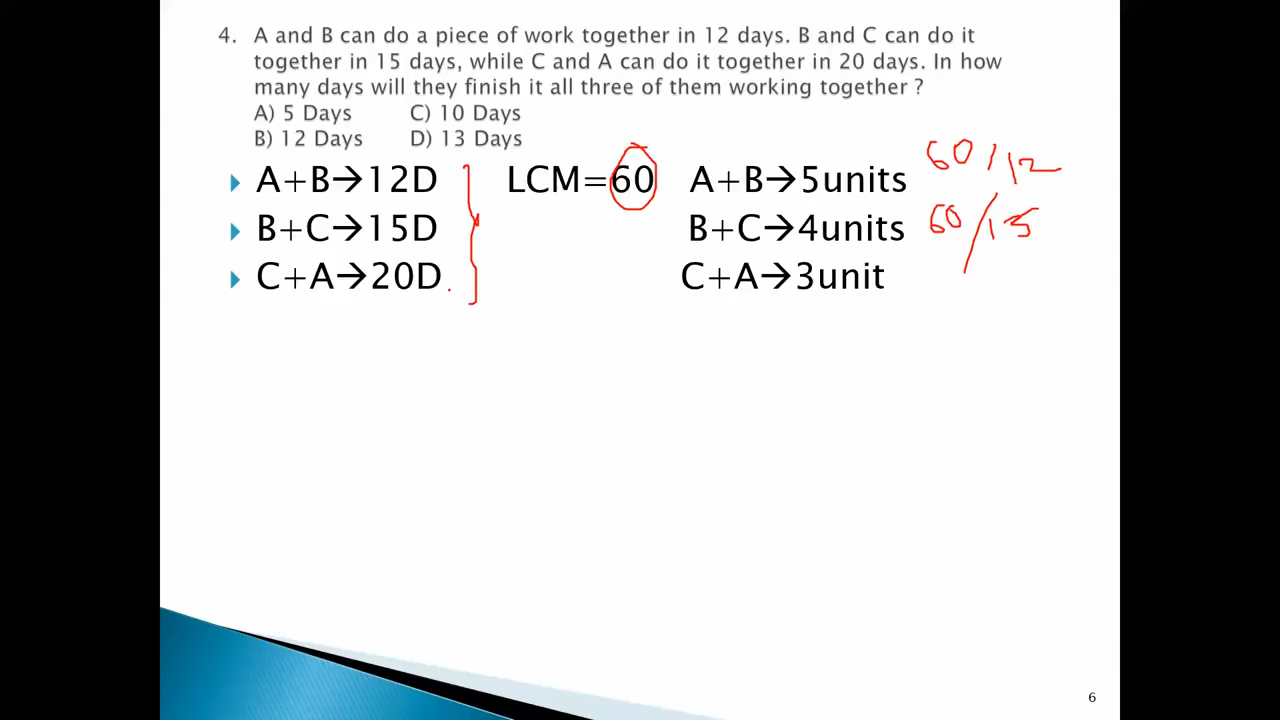 4. A and B can do a piece of work together in 12 days. B and C can do it
together in 15 days, while C and A can do it together in 20 days. In how
many days will they finish it all three of them working together ?
A) 5 Days C) 10 Days
B) 12 Days D) 13 Days
A+B→12D LCM=60 A+B→5units 60/12
B+C→15D B+C→4units 60/15
C+A→20D. C+A→3unit
6